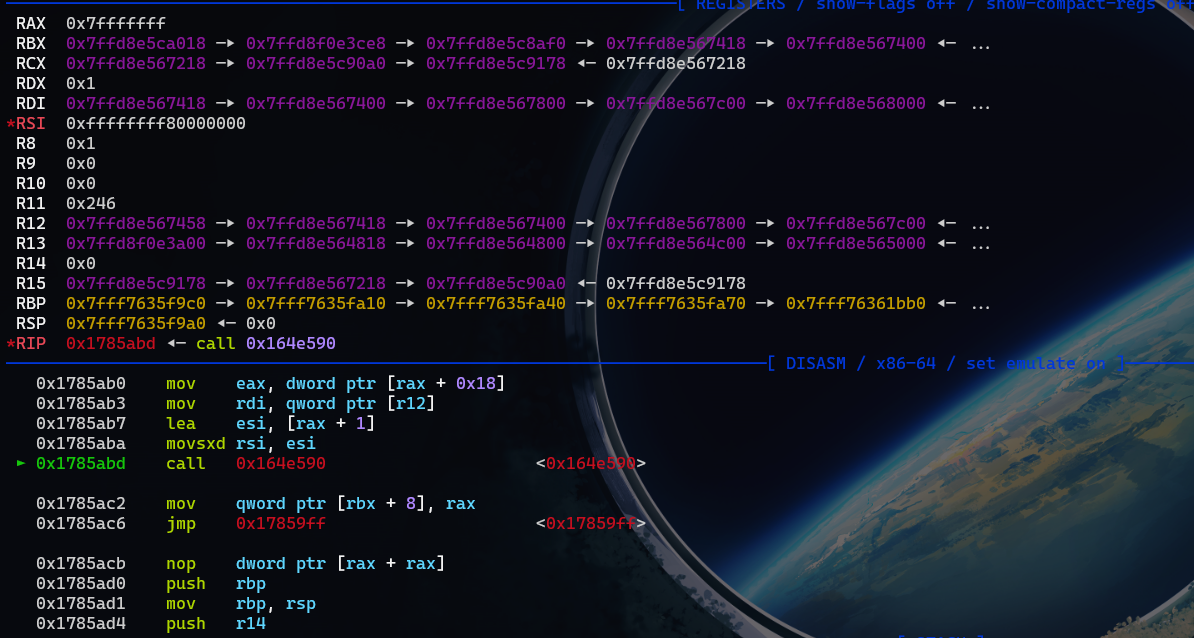 [ REGISTERS / show-flags off / show-compact-regs off
RAX  0x7fffffff
RBX  0x7ffd8e5ca018 —▸ 0x7ffd8f0e3ce8 —▸ 0x7ffd8e5c8af0 —▸ 0x7ffd8e567418 —▸ 0x7ffd8e567400 ◂— ...
RCX  0x7ffd8e567218 —▸ 0x7ffd8e5c90a0 —▸ 0x7ffd8e5c9178 ◂— 0x7ffd8e567218
RDX  0x1
RDI  0x7ffd8e567418 —▸ 0x7ffd8e567400 —▸ 0x7ffd8e567800 —▸ 0x7ffd8e567c00 —▸ 0x7ffd8e568000 ◂— ...
*RSI  0xffffffff80000000
R8   0x1
R9   0x0
R10  0x0
R11  0x246
R12  0x7ffd8e567458 —▸ 0x7ffd8e567418 —▸ 0x7ffd8e567400 —▸ 0x7ffd8e567800 —▸ 0x7ffd8e567c00 ◂— ...
R13  0x7ffd8f0e3a00 —▸ 0x7ffd8e564818 —▸ 0x7ffd8e564800 —▸ 0x7ffd8e564c00 —▸ 0x7ffd8e565000 ◂— ...
R14  0x0
R15  0x7ffd8e5c9178 —▸ 0x7ffd8e567218 —▸ 0x7ffd8e5c90a0 ◂— 0x7ffd8e5c9178
RBP  0x7fff7635f9c0 —▸ 0x7fff7635fa10 —▸ 0x7fff7635fa40 —▸ 0x7fff7635fa70 —▸ 0x7fff76361bb0 ◂— ...
RSP  0x7fff7635f9a0 ◂— 0x0
*RIP  0x1785abd ◂— call 0x164e590
[ DISASM / x86-64 / set emulate on ]
0x1785ab0    mov    eax, dword ptr [rax + 0x18]
0x1785ab3    mov    rdi, qword ptr [r12]
0x1785ab7    lea    esi, [rax + 1]
0x1785aba    movsxd rsi, esi
► 0x1785abd    call   0x164e590                     <0x164e590>
0x1785ac2    mov    qword ptr [rbx + 8], rax
0x1785ac6    jmp    0x17859ff                     <0x17859ff>
0x1785acb    nop    dword ptr [rax + rax]
0x1785ad0    push   rbp
0x1785ad1    mov    rbp, rsp
0x1785ad4    push   r14